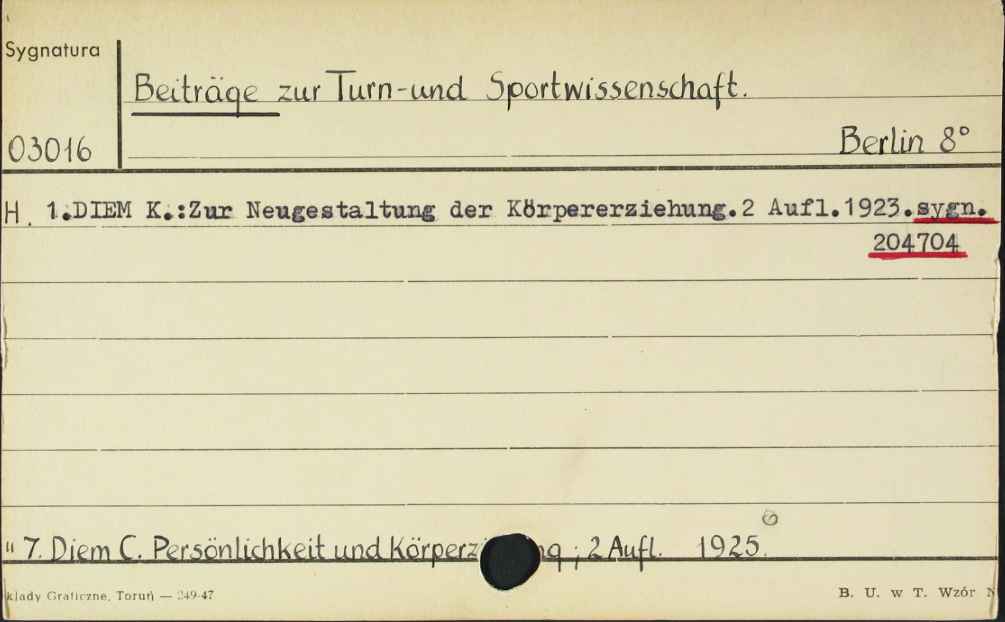 Sygnatura
Beiträge zur Turn-und Sportwissenschaft.
03016
Berlin 8°
H. 1.DIEM K.:Zur Neugestaltung der Körpererziehung.2 Aufl.1923.sygn.
204704
" 7. Diem C. Persönlichkeit und Körperz ng ; 2 Aufl. 1925.
kłady Graficzne, Toruń — 249-47
B. U. w T. Wzór N